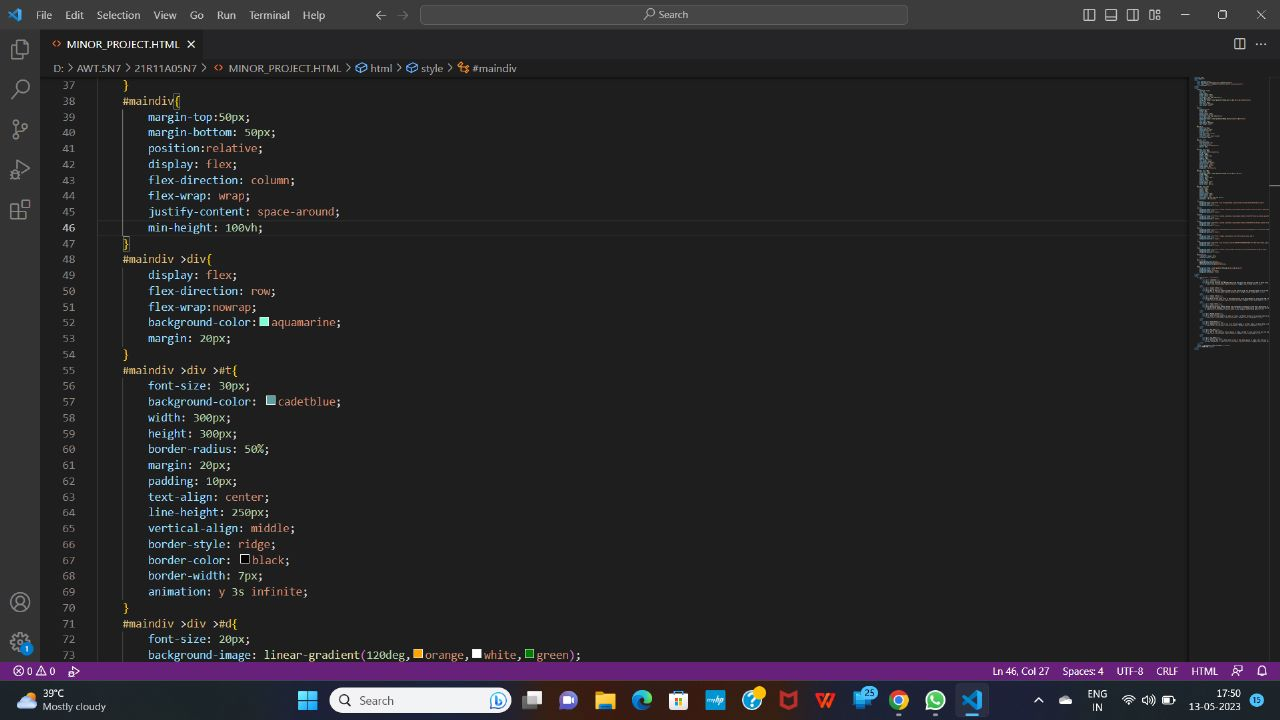 File Edit Selection View Go Run Terminal Help Search
MINOR_PROJECT.HTML
D: > AWT.5N7 > 21R11A05N7 > MINOR_PROJECT.HTML > html > style > #maindiv
37 }
38 #maindiv{
39 margin-top:50px;
40 margin-bottom: 50px;
41 position:relative;
42 display: flex;
43 flex-direction: column;
44 flex-wrap: wrap;
45 justify-content: space-around;
46 min-height: 100vh;
47 }
48 #maindiv >div{
49 display: flex;
50 flex-direction: row;
51 flex-wrap:nowrap;
52 background-color: aquamarine;
53 margin: 20px;
54 }
55 #maindiv >div >#t{
56 font-size: 30px;
57 background-color: cadetblue;
58 width: 300px;
59 height: 300px;
60 border-radius: 50%;
61 margin: 20px;
62 padding: 10px;
63 text-align: center;
64 line-height: 250px;
65 vertical-align: middle;
66 border-style: ridge;
67 border-color: black;
68 border-width: 7px;
69 animation: y 3s infinite;
70 }
71 #maindiv >div >#d{
72 font-size: 20px;
73 background-image: linear-gradient(120deg,orange,white,green);
1
0 0 Ln 46, Col 27 Spaces: 4 UTF-8 CRLF HTML
39°C
Mostly cloudy
Search
25
ENG
IN
17:50
13-05-2023
15